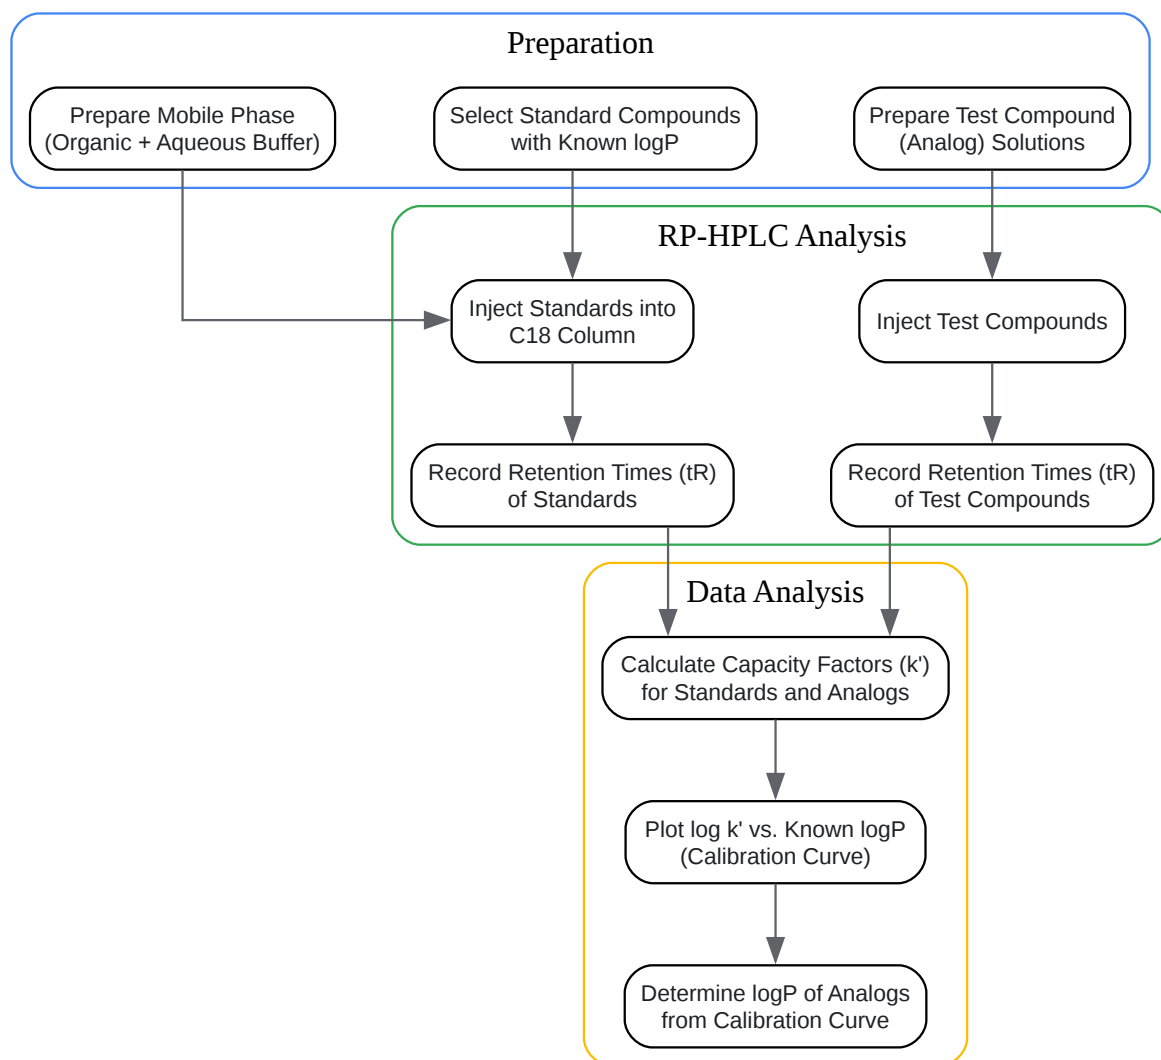 Preparation
Prepare Mobile Phase
(Organic + Aqueous Buffer)
Select Standard Compounds
with Known logP
Prepare Test Compound
(Analog) Solutions
RP-HPLC Analysis
Inject Standards into
C18 Column
Inject Test Compounds
Record Retention Times (tR)
of Standards
Record Retention Times (tR)
of Test Compounds
Data Analysis
Calculate Capacity Factors (k')
for Standards and Analogs
Plot log k' vs. Known logP
(Calibration Curve)
Determine logP of Analogs
from Calibration Curve